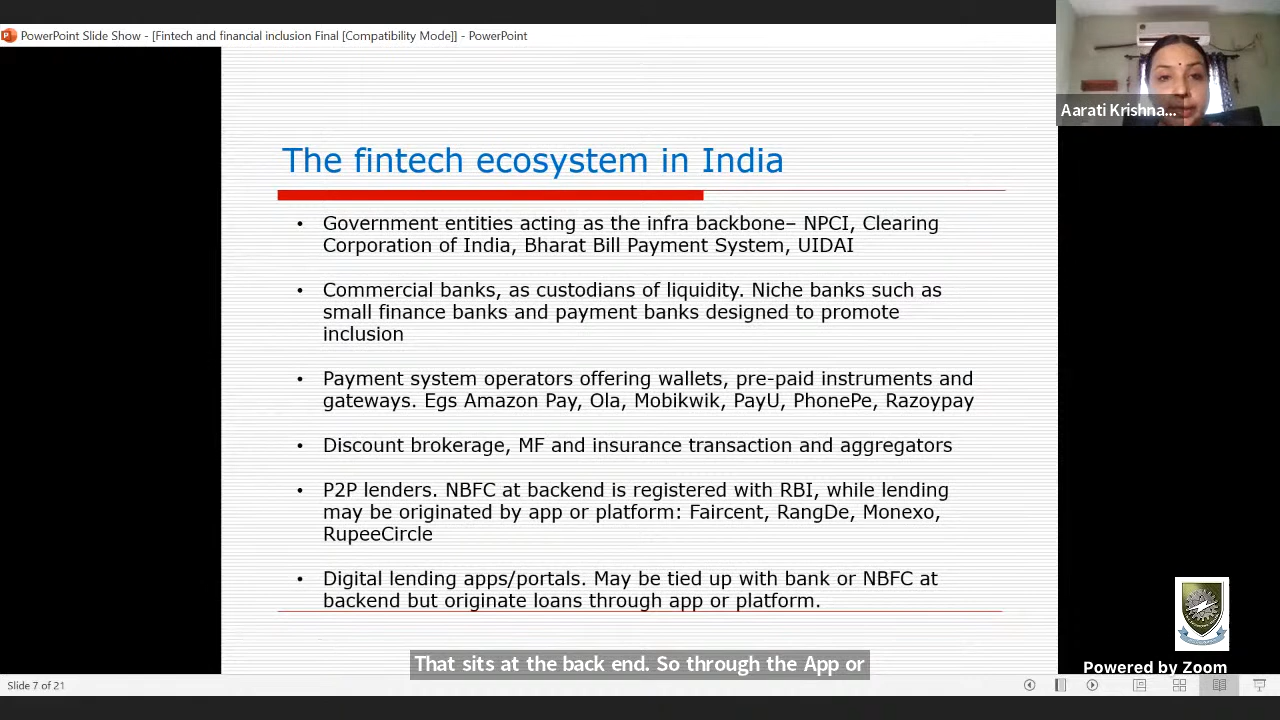 PowerPoint Slide Show - [Fintech and financial inclusion Final [Compatibility Mode]] - PowerPoint
Aarati Krishna...
The fintech ecosystem in India
• Government entities acting as the infra backbone– NPCI, Clearing
Corporation of India, Bharat Bill Payment System, UIDAI
• Commercial banks, as custodians of liquidity. Niche banks such as
small finance banks and payment banks designed to promote
inclusion
• Payment system operators offering wallets, pre-paid instruments and
gateways. Egs Amazon Pay, Ola, Mobikwik, PayU, PhonePe, Razoypay
• Discount brokerage, MF and insurance transaction and aggregators
• P2P lenders. NBFC at backend is registered with RBI, while lending
may be originated by app or platform: Faircent, RangDe, Monexo,
RupeeCircle
• Digital lending apps/portals. May be tied up with bank or NBFC at
backend but originate loans through app or platform.
That sits at the back end. So through the App or
Powered by Zoom
Slide 7 of 21